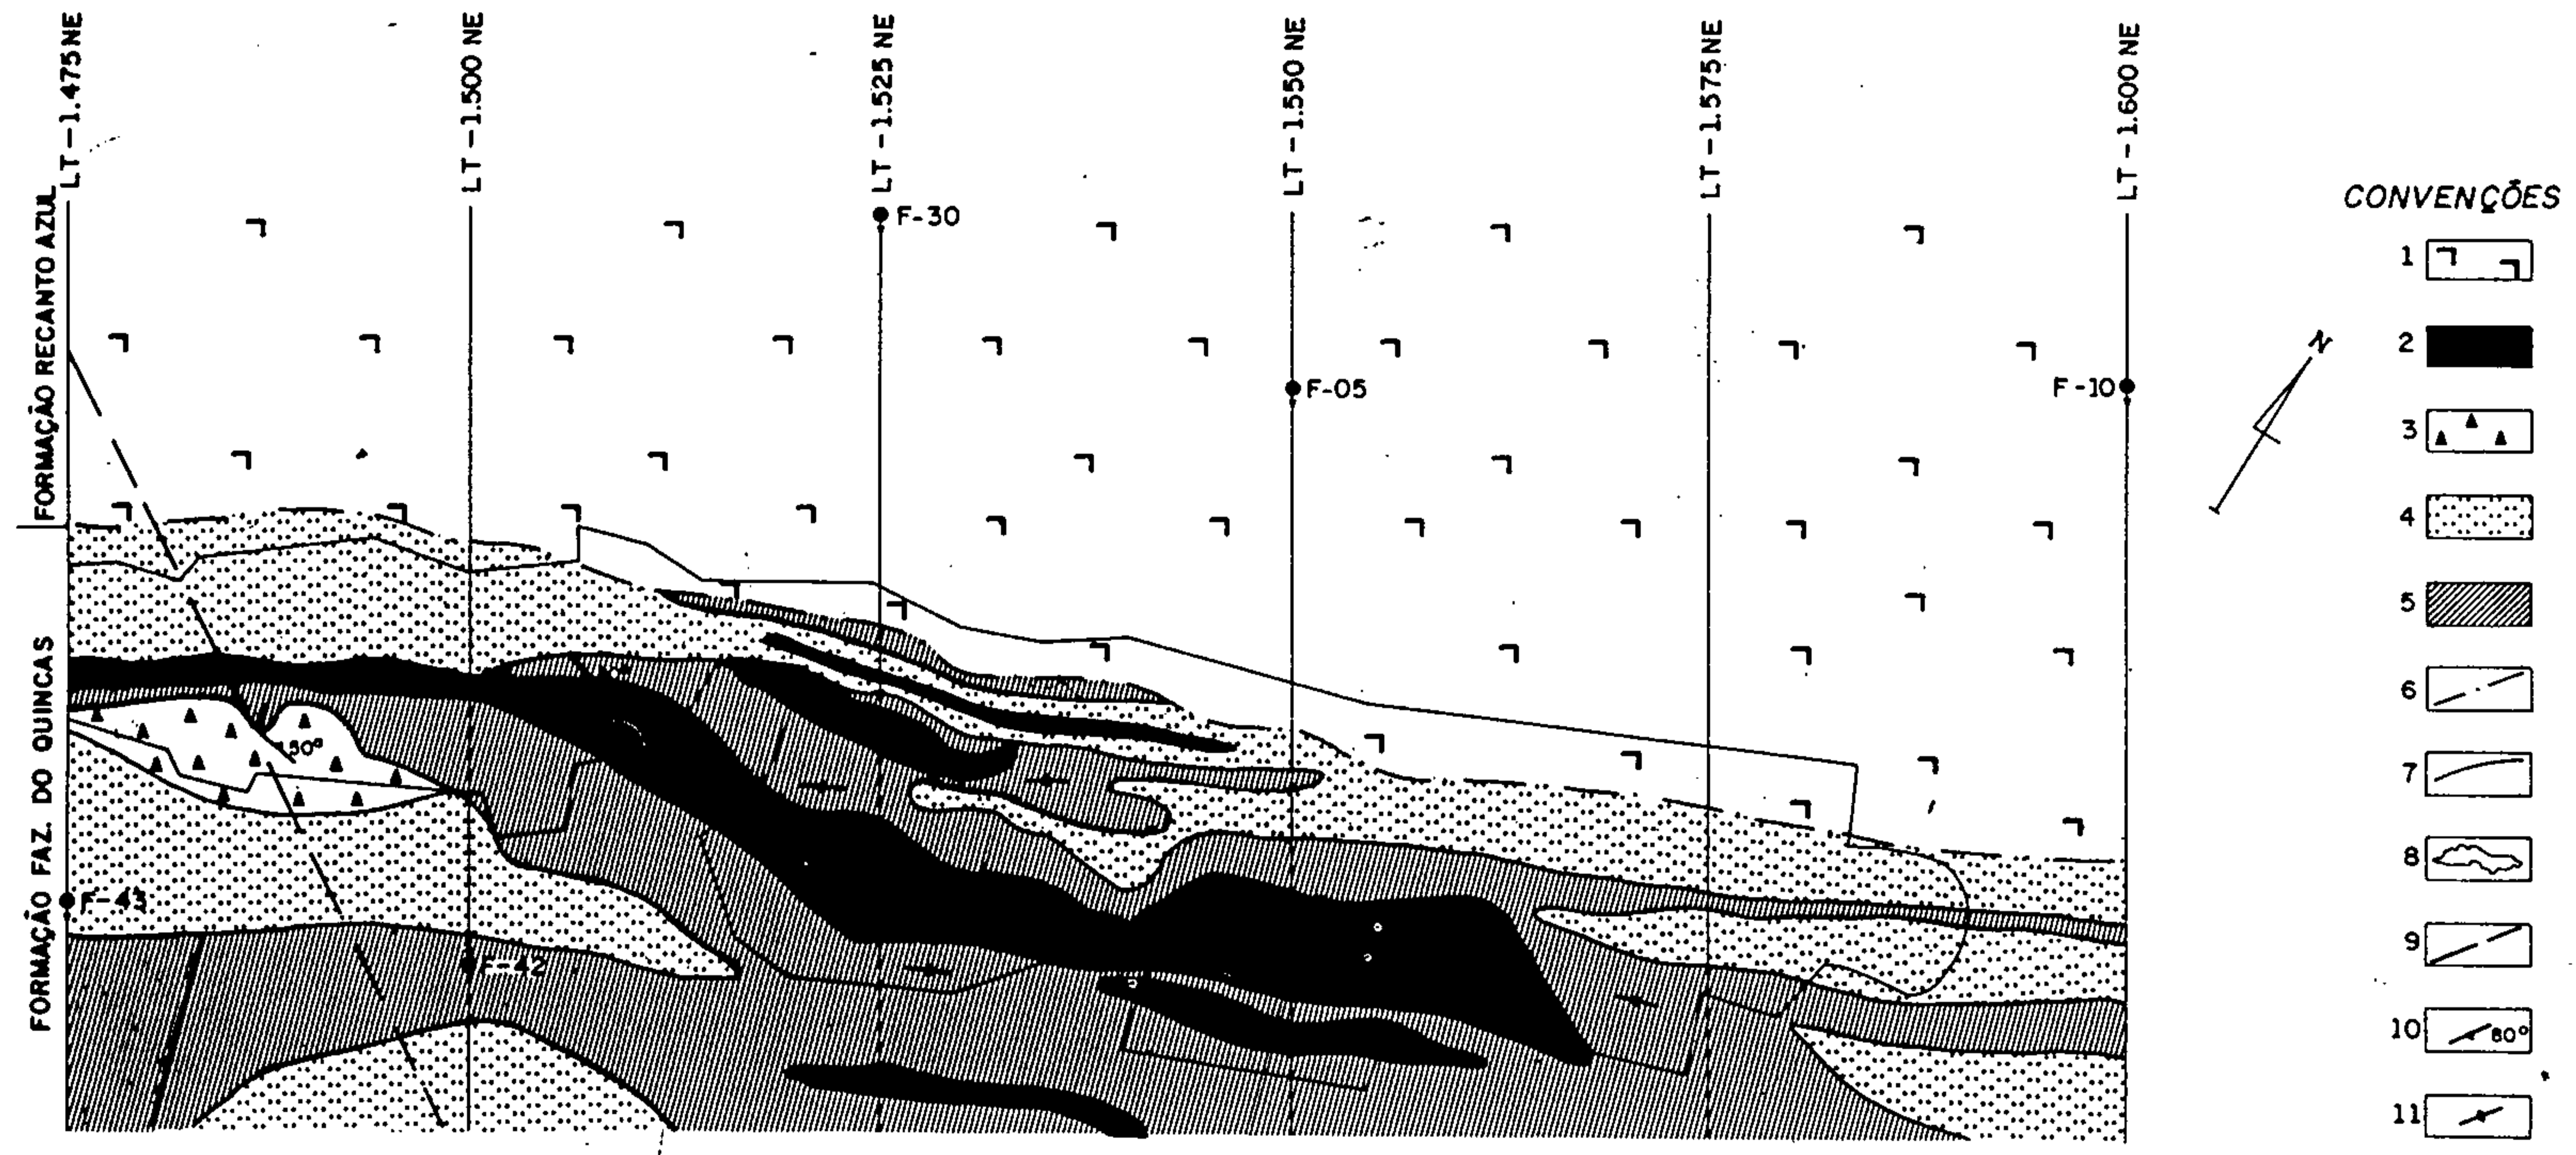 LT-1.475 NE
LT-1.500 NE
LT-1.525 NE
LT-1.550 NE
LT-1.575 NE
LT-1.600 NE
FORMAÇÃO RECANTO AZUL
FORMAÇÃO FAZ. DO QUINCAS
F-30
F-05
F-10
F-43
F-42
50°
N
CONVENÇÕES
1
2
3
4
5
6
7
8
9
10 80°
11